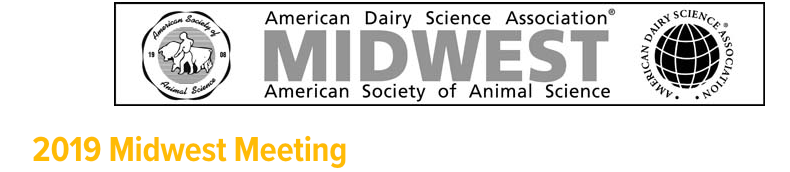 American Society of
19 08
Animal Science
American Dairy Science Association®
MIDWEST
American Society of Animal Science
• AMERICAN DAIRY SCIENCE ASSOCIATION® •
2019 Midwest Meeting